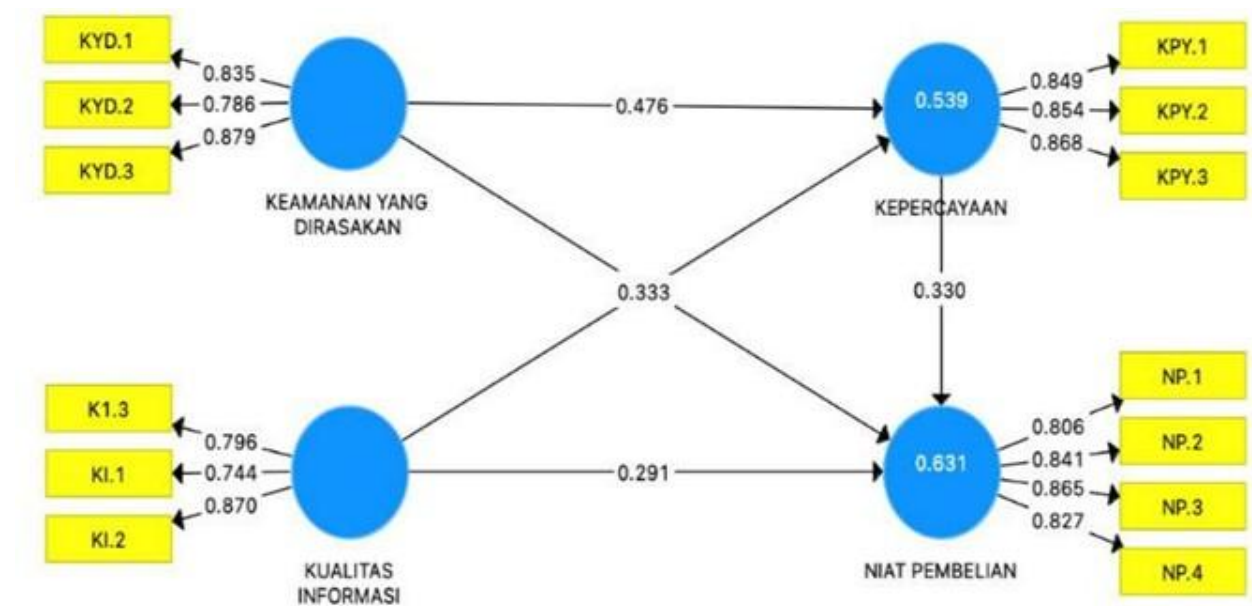 KYD.1
KYD.2
KYD.3
0.835
0.786
0.879
KEAMANAN YANG
DIRASAKAN
0.476
0.539
KEPERCAYAAN
0.849
0.854
0.868
KPY.1
KPY.2
KPY.3
0.333
0.330
K1.3
KI.1
KI.2
0.796
0.744
0.870
KUALITAS
INFORMASI
0.291
0.631
NIAT PEMBELIAN
0.806
0.841
0.865
0.827
NP.1
NP.2
NP.3
NP.4